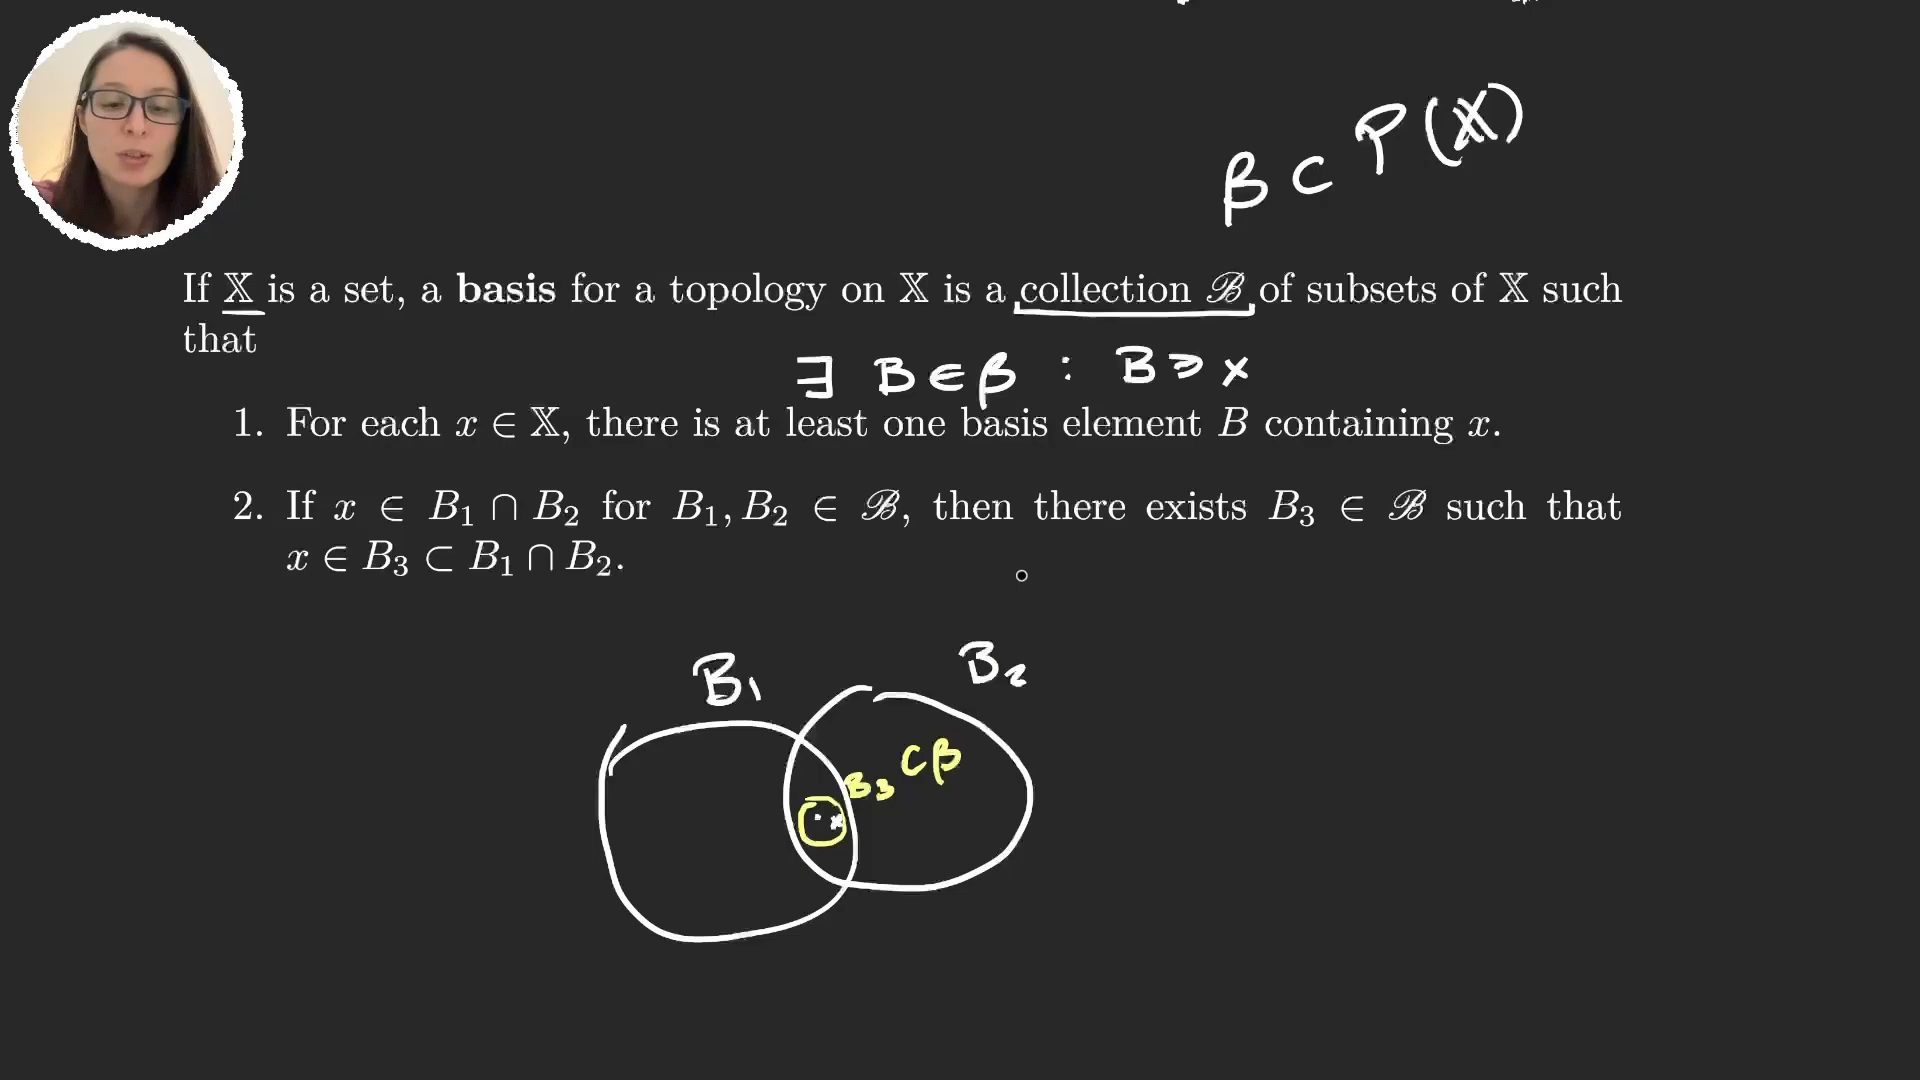 β ⊂ P(X)
If 𝕏 is a set, a basis for a topology on 𝕏 is a collection ℬ of subsets of 𝕏 such
that
∃ B ∈ β : B ∋ x
1. For each x ∈ 𝕏, there is at least one basis element B containing x.
2. If x ∈ B₁ ∩ B₂ for B₁, B₂ ∈ ℬ, then there exists B₃ ∈ ℬ such that
x ∈ B₃ ⊂ B₁ ∩ B₂.
B₁
B₂
B₃ ⊂ β
x